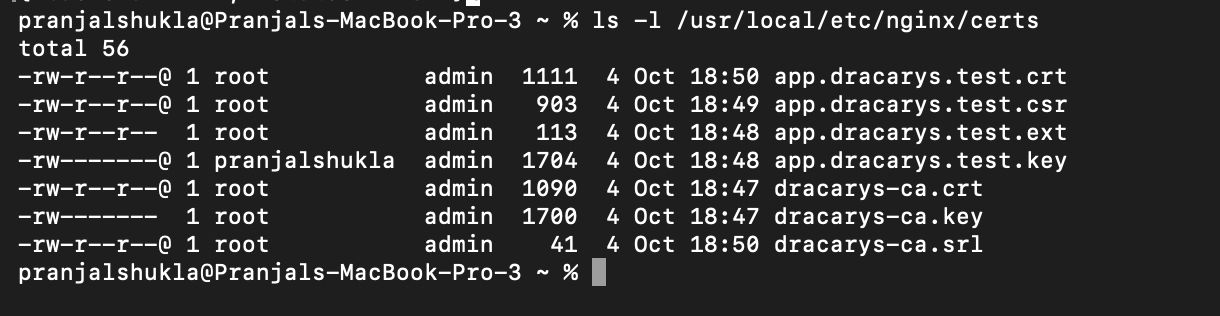 pranjalshukla@Pranjals-MacBook-Pro-3 ~ % ls -l /usr/local/etc/nginx/certs
total 56
-rw-r--r--@ 1 root           admin  1111  4 Oct 18:50 app.dracarys.test.crt
-rw-r--r--@ 1 root           admin   903  4 Oct 18:49 app.dracarys.test.csr
-rw-r--r--  1 root           admin   113  4 Oct 18:48 app.dracarys.test.ext
-rw-------@ 1 pranjalshukla  admin  1704  4 Oct 18:48 app.dracarys.test.key
-rw-r--r--@ 1 root           admin  1090  4 Oct 18:47 dracarys-ca.crt
-rw-------  1 root           admin  1700  4 Oct 18:47 dracarys-ca.key
-rw-r--r--@ 1 root           admin    41  4 Oct 18:50 dracarys-ca.srl
pranjalshukla@Pranjals-MacBook-Pro-3 ~ %